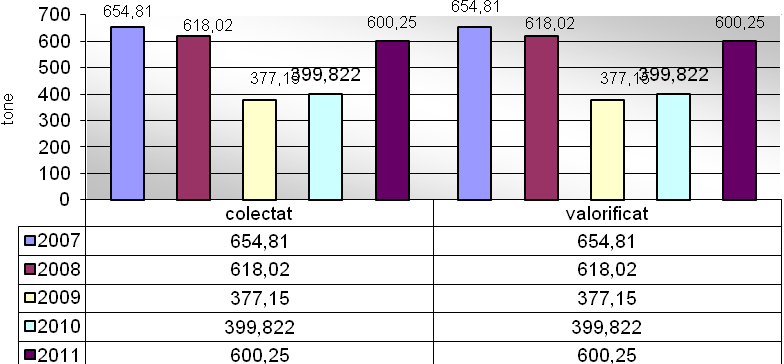 654,81
654,81
700
618,02
600,25
618,02
600,25
600
500
377,15
399,822
377,15
399,822
400
tone
300
200
100
0
colectat valorificat
2007 654,81 654,81
2008 618,02 618,02
2009 377,15 377,15
2010 399,822 399,822
2011 600,25 600,25